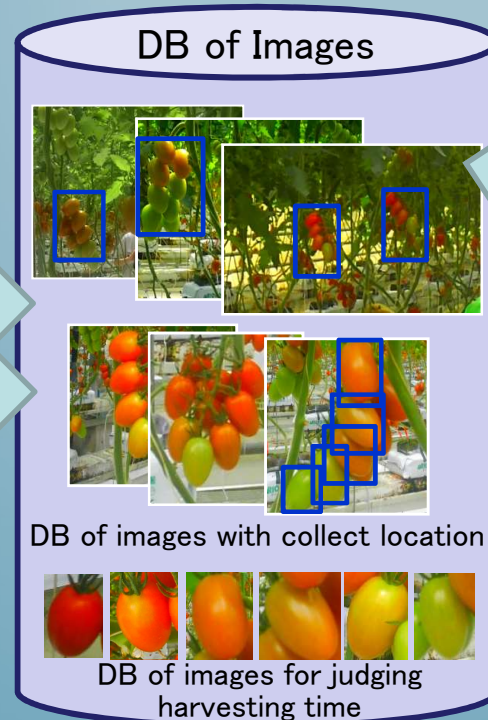 DB of Images
DB of images with collect location
DB of images for judging
harvesting time